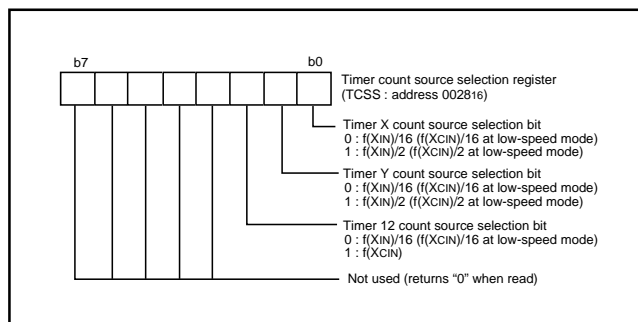 b7 b0
Timer count source selection register
(TCSS : address 002816)
Timer X count source selection bit
0 : f(XIN)/16 (f(XCIN)/16 at low-speed mode)
1 : f(XIN)/2 (f(XCIN)/2 at low-speed mode)
Timer Y count source selection bit
0 : f(XIN)/16 (f(XCIN)/16 at low-speed mode)
1 : f(XIN)/2 (f(XCIN)/2 at low-speed mode)
Timer 12 count source selection bit
0 : f(XIN)/16 (f(XCIN)/16 at low-speed mode)
1 : f(XCIN)
Not used (returns “0” when read)